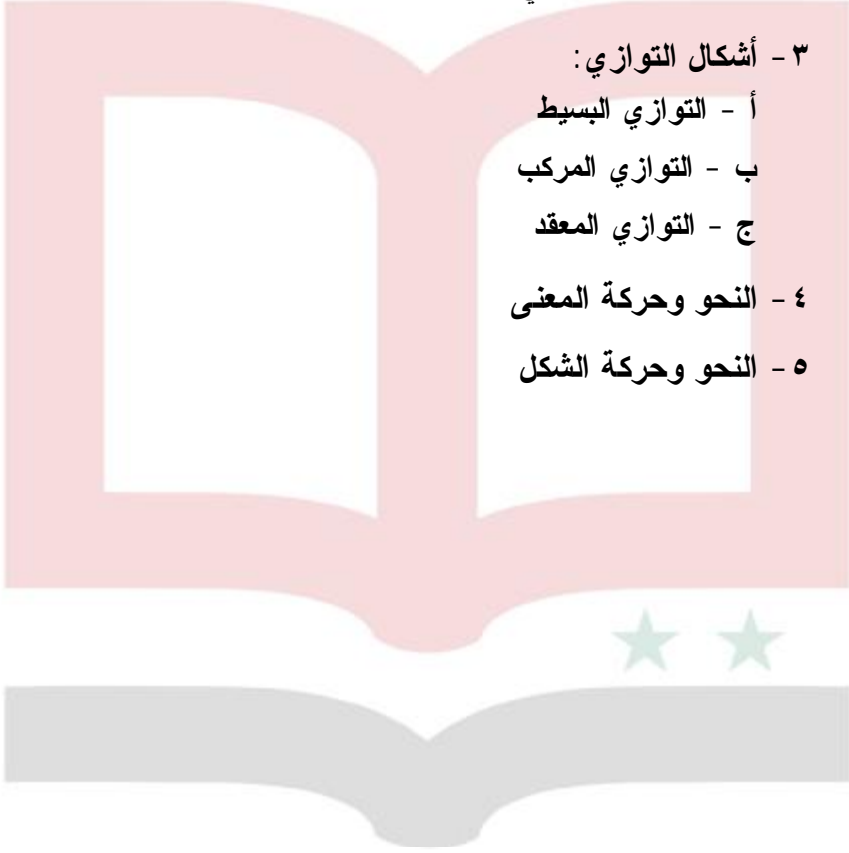 ٣ - أشكال التوازي:
أ - التوازي البسيط
ب - التوازي المركب
ج - التوازي المعقد
٤ - النحو وحركة المعنى
٥ - النحو وحركة الشكل